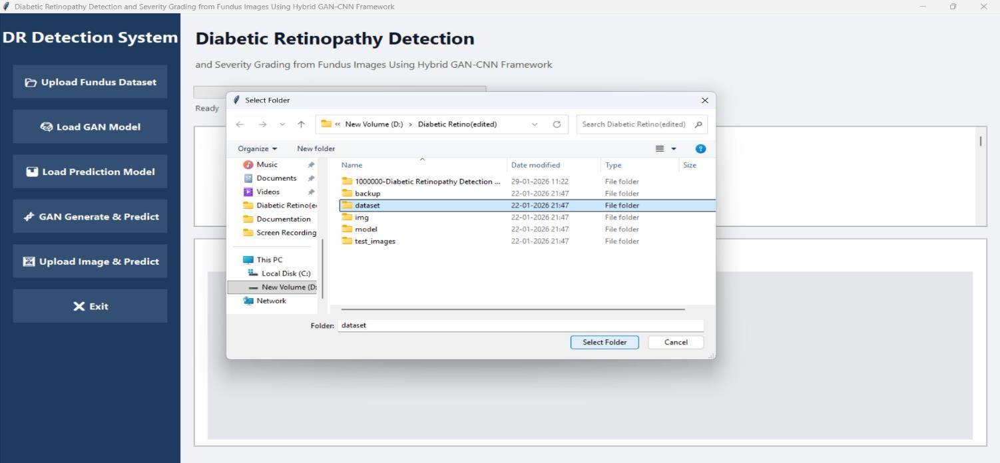 Diabetic Retinopathy Detection and Severity Grading from Fundus Images Using Hybrid GAN-CNN Framework
DR Detection System
Upload Fundus Dataset
Load GAN Model
Load Prediction Model
GAN Generate & Predict
Upload Image & Predict
Exit
Diabetic Retinopathy Detection
and Severity Grading from Fundus Images Using Hybrid GAN-CNN Framework
Ready
Select Folder
« New Volume (D:) › Diabetic Retino(edited)
Search Diabetic Retino(edited)
Organize
New folder
Music
Documents
Videos
Diabetic Retino(e
Documentation
Screen Recording
This PC
Local Disk (C:)
New Volume (D:
Network
Name Date modified Type Size
1000000-Diabetic Retinopathy Detection ... 29-01-2026 11:22 File folder
backup 22-01-2026 21:47 File folder
dataset 22-01-2026 21:47 File folder
img 22-01-2026 21:47 File folder
model 22-01-2026 21:47 File folder
test_images 22-01-2026 21:47 File folder
Folder: dataset
Select Folder
Cancel